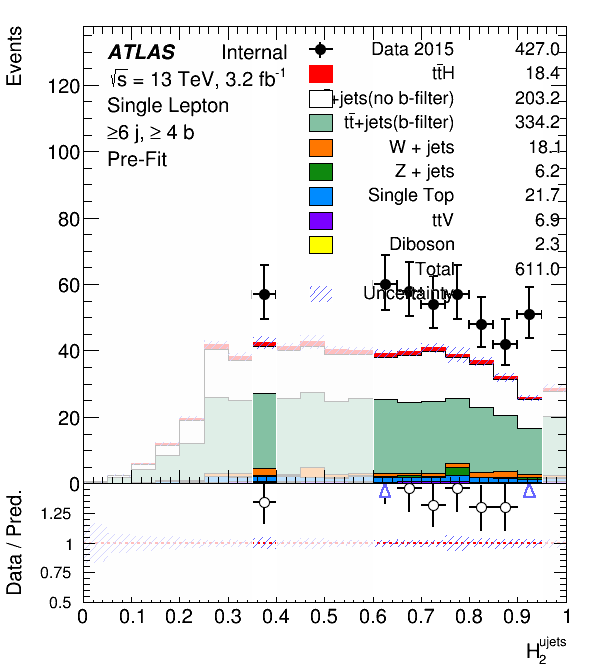 Events
ATLAS Internal
√s = 13 TeV, 3.2 fb⁻¹
Single Lepton
≥6 j, ≥ 4 b
Pre-Fit
Data 2015 427.0
tt̄H 18.4
+jets(no b-filter) 203.2
tt̄+jets(b-filter) 334.2
W + jets 18.1
Z + jets 6.2
Single Top 21.7
ttV 6.9
Diboson 2.3
Total 611.0
Uncertainty
120
100
80
60
40
20
0
Data / Pred.
1.25
1
0.75
0.5
0 0.1 0.2 0.3 0.4 0.5 0.6 0.7 0.8 0.9 1
H₂ᵘʲᵉᵗˢ